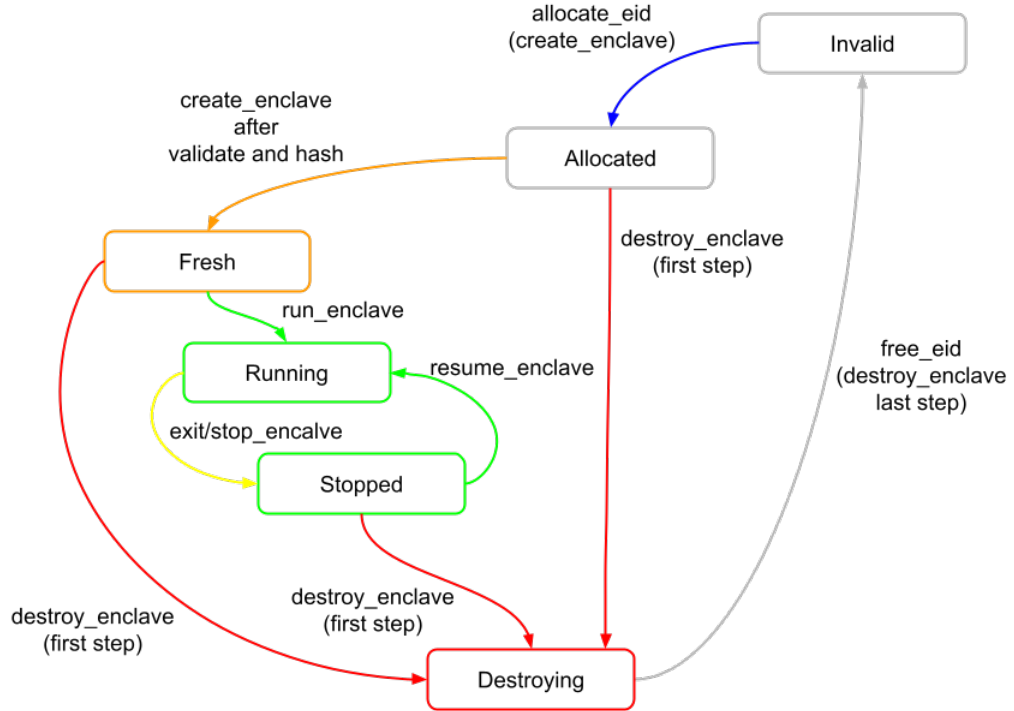 allocate_eid
(create_enclave)
Invalid
create_enclave
after
validate and hash
Allocated
destroy_enclave
(first step)
Fresh
run_enclave
Running
resume_enclave
free_eid
(destroy_enclave
last step)
exit/stop_encalve
Stopped
destroy_enclave
(first step)
destroy_enclave
(first step)
Destroying